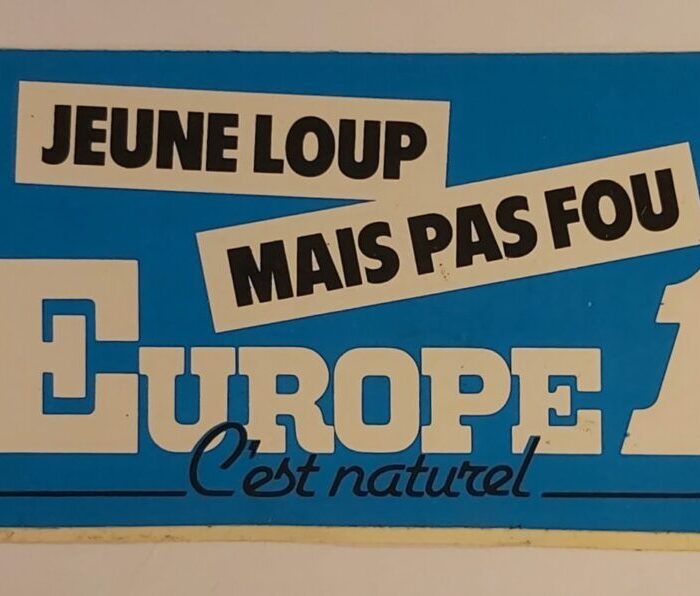 JEUNE LOUP
MAIS PAS FOU
EUROPE 1
C'est naturel